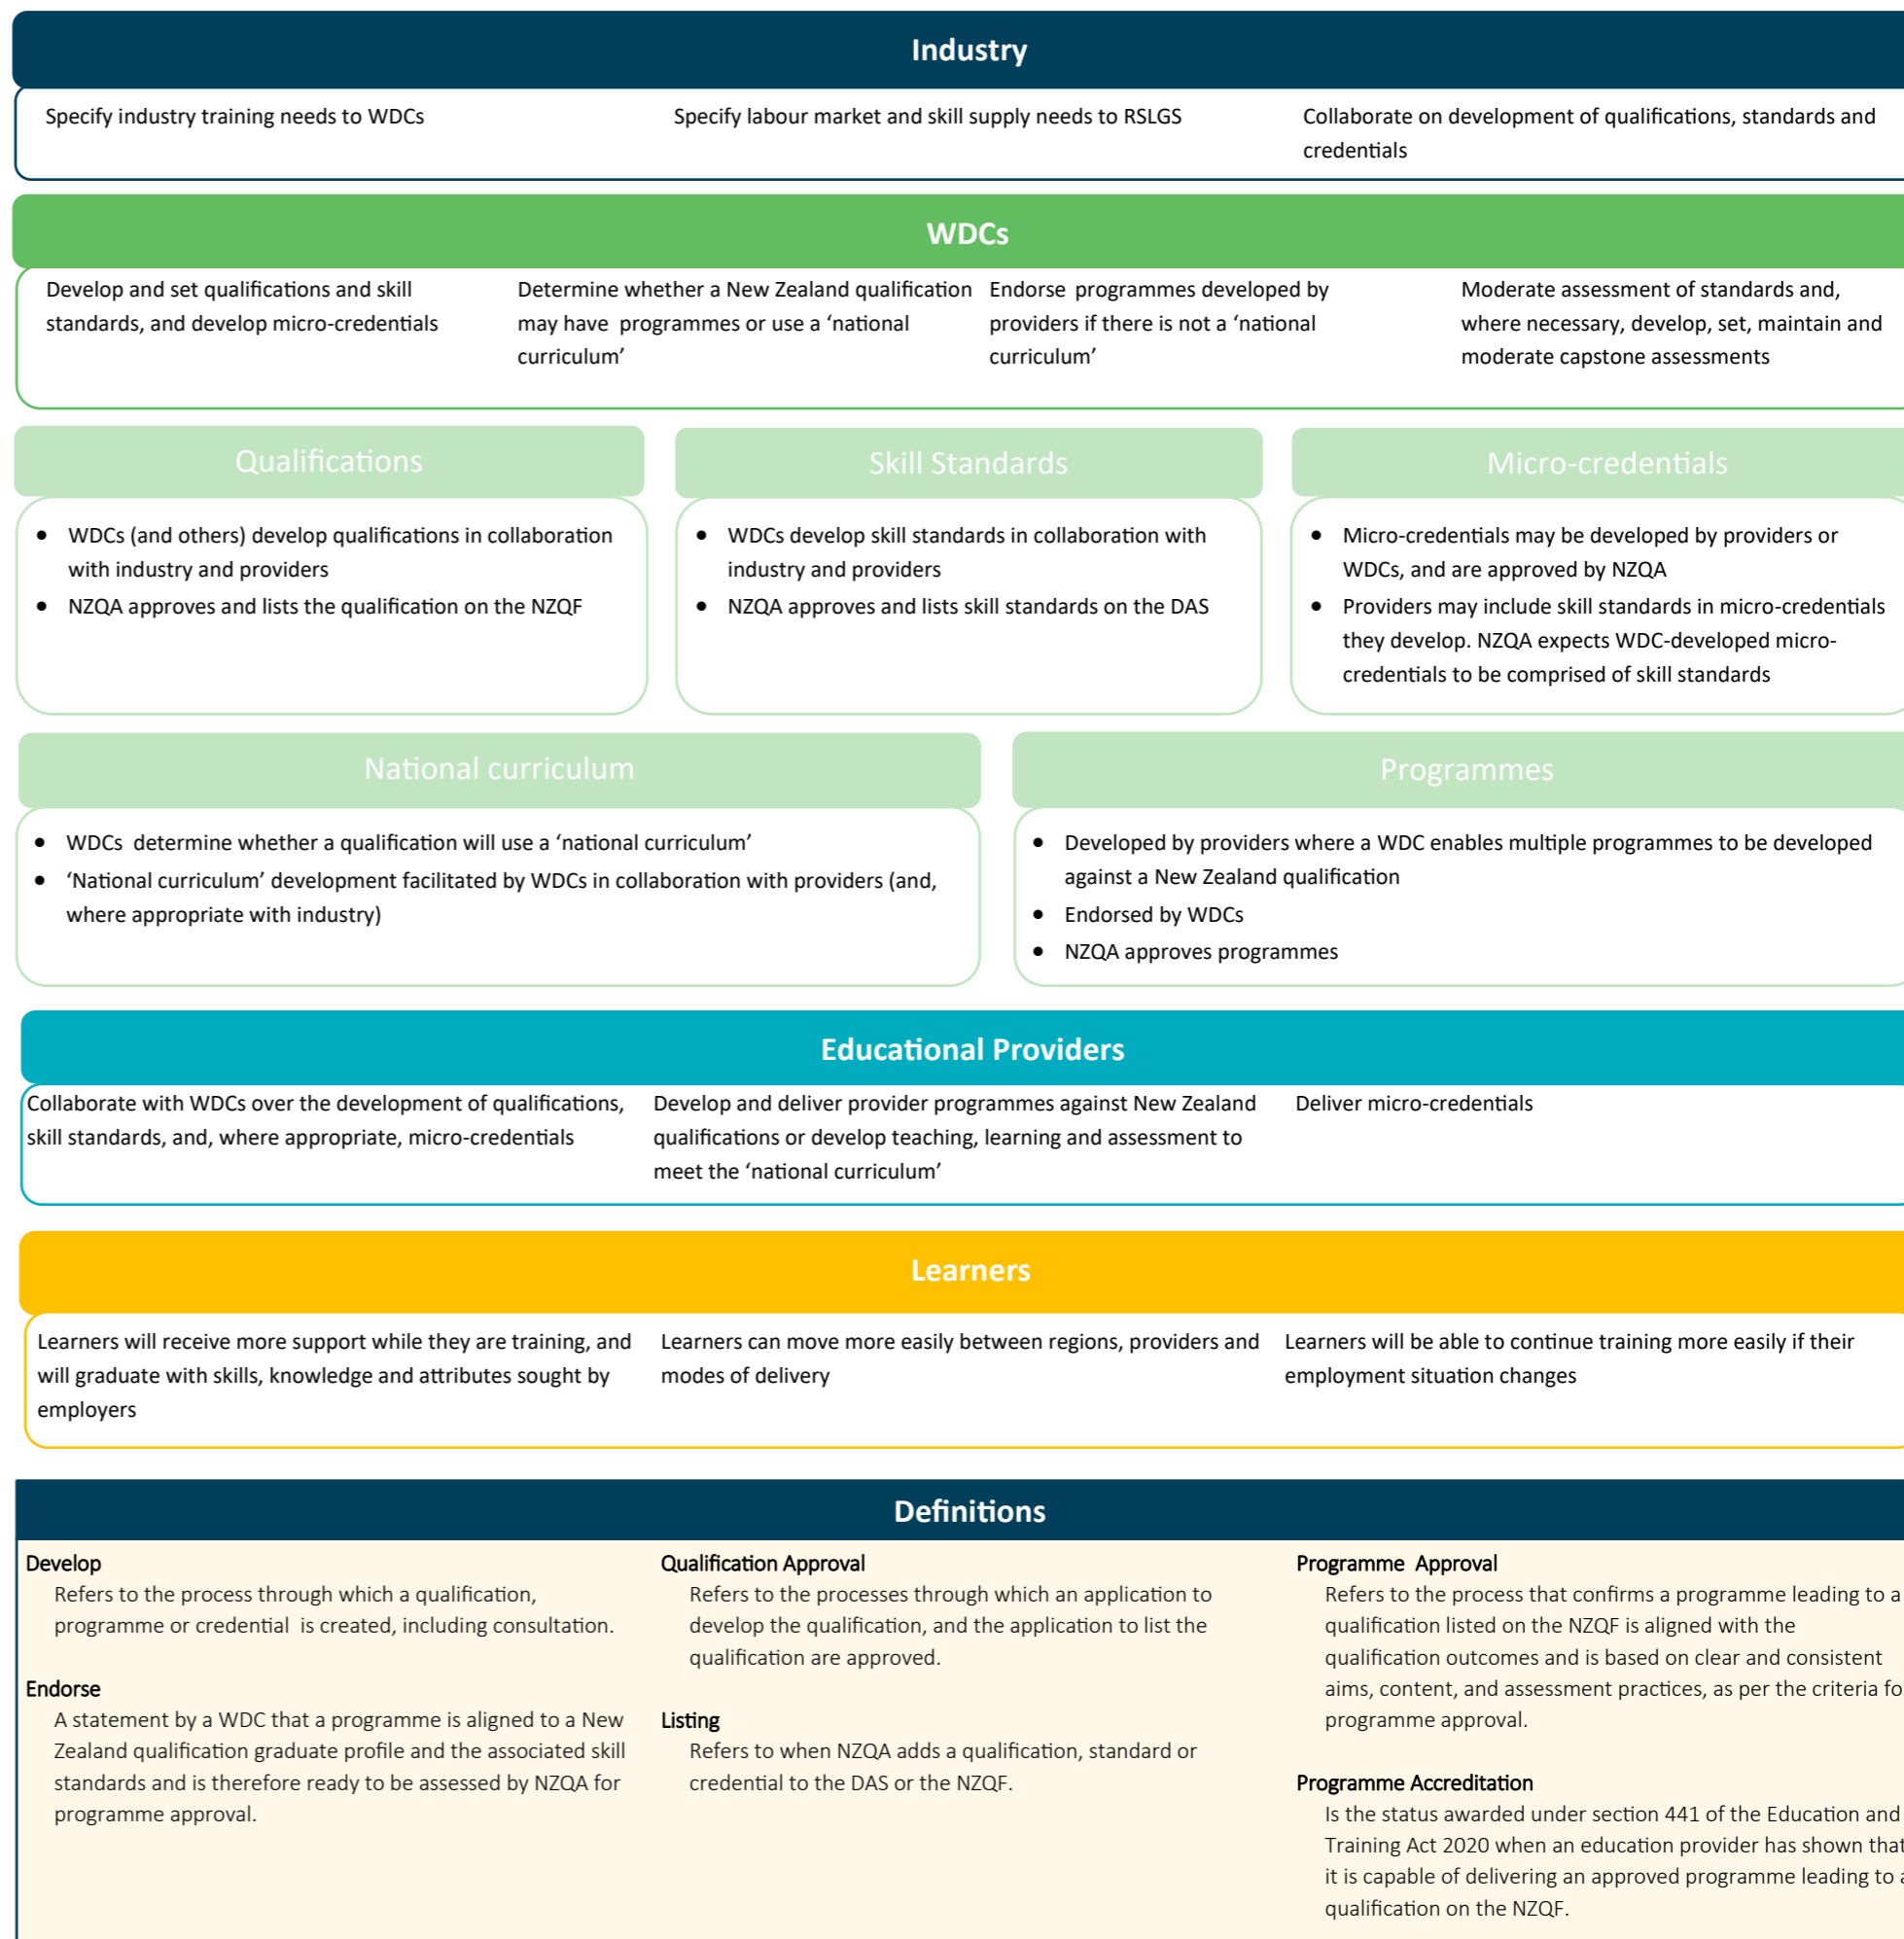 Industry
Specify industry training needs to WDCs
Specify labour market and skill supply needs to RSLGS
Collaborate on development of qualifications, standards and
credentials
WDCs
Develop and set qualifications and skill
standards, and develop micro-credentials
Determine whether a New Zealand qualification
may have programmes or use a ‘national
curriculum’
Endorse programmes developed by
providers if there is not a ‘national
curriculum’
Moderate assessment of standards and,
where necessary, develop, set, maintain and
moderate capstone assessments
Qualifications
• WDCs (and others) develop qualifications in collaboration
with industry and providers
• NZQA approves and lists the qualification on the NZQF
Skill Standards
• WDCs develop skill standards in collaboration with
industry and providers
• NZQA approves and lists skill standards on the DAS
Micro-credentials
• Micro-credentials may be developed by providers or
WDCs, and are approved by NZQA
• Providers may include skill standards in micro-credentials
they develop. NZQA expects WDC-developed micro-
credentials to be comprised of skill standards
National curriculum
• WDCs determine whether a qualification will use a ‘national curriculum’
• ‘National curriculum’ development facilitated by WDCs in collaboration with providers (and,
where appropriate with industry)
Programmes
• Developed by providers where a WDC enables multiple programmes to be developed
against a New Zealand qualification
• Endorsed by WDCs
• NZQA approves programmes
Educational Providers
Collaborate with WDCs over the development of qualifications,
skill standards, and, where appropriate, micro-credentials
Develop and deliver provider programmes against New Zealand
qualifications or develop teaching, learning and assessment to
meet the ‘national curriculum’
Deliver micro-credentials
Learners
Learners will receive more support while they are training, and
will graduate with skills, knowledge and attributes sought by
employers
Learners can move more easily between regions, providers and
modes of delivery
Learners will be able to continue training more easily if their
employment situation changes
Definitions
Develop
Refers to the process through which a qualification,
programme or credential is created, including consultation.
Endorse
A statement by a WDC that a programme is aligned to a New
Zealand qualification graduate profile and the associated skill
standards and is therefore ready to be assessed by NZQA for
programme approval.
Qualification Approval
Refers to the processes through which an application to
develop the qualification, and the application to list the
qualification are approved.
Listing
Refers to when NZQA adds a qualification, standard or
credential to the DAS or the NZQF.
Programme Approval
Refers to the process that confirms a programme leading to a
qualification listed on the NZQF is aligned with the
qualification outcomes and is based on clear and consistent
aims, content, and assessment practices, as per the criteria fo
programme approval.
Programme Accreditation
Is the status awarded under section 441 of the Education and
Training Act 2020 when an education provider has shown that
it is capable of delivering an approved programme leading to a
qualification on the NZQF.